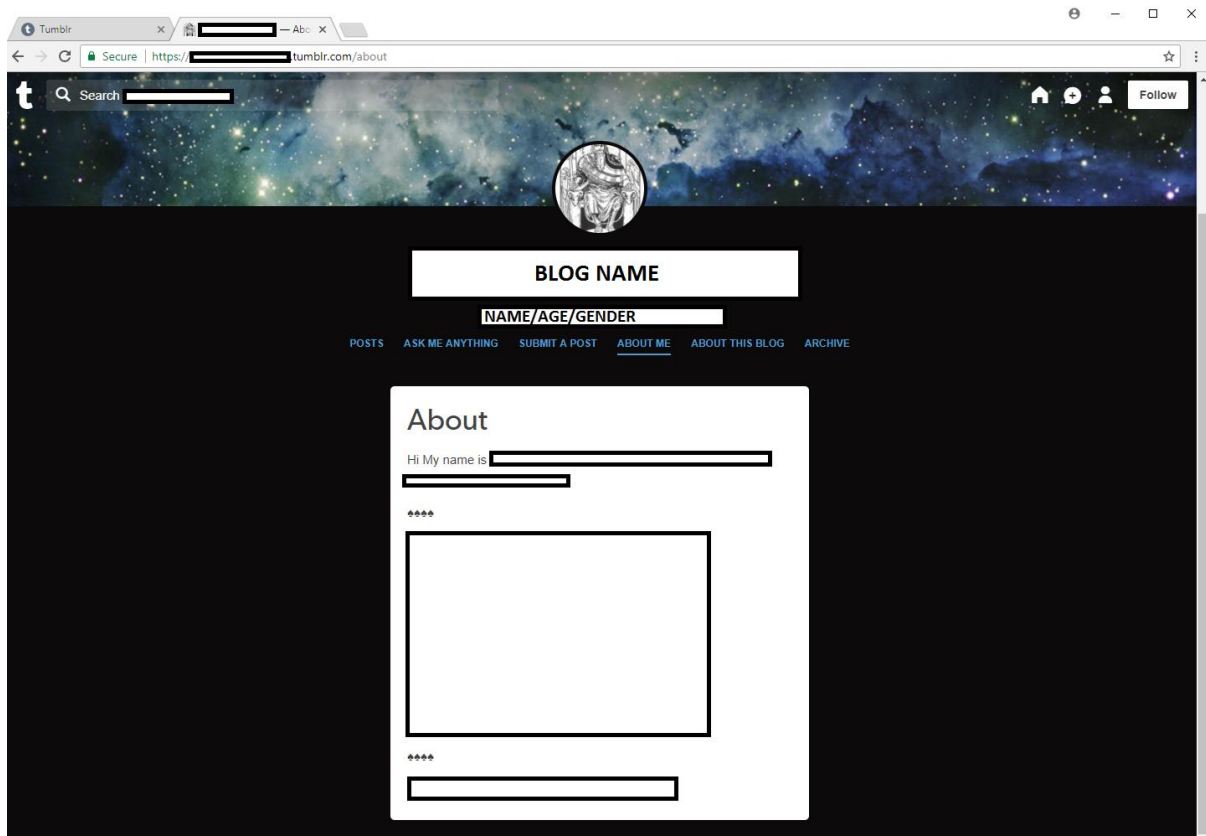 Tumblr
— Abo
Secure | https:// .tumblr.com/about
t Search Follow
BLOG NAME
NAME/AGE/GENDER
POSTS ASK ME ANYTHING SUBMIT A POST ABOUT ME ABOUT THIS BLOG ARCHIVE
About
Hi My name is
♠♠♠♠
♠♠♠♠